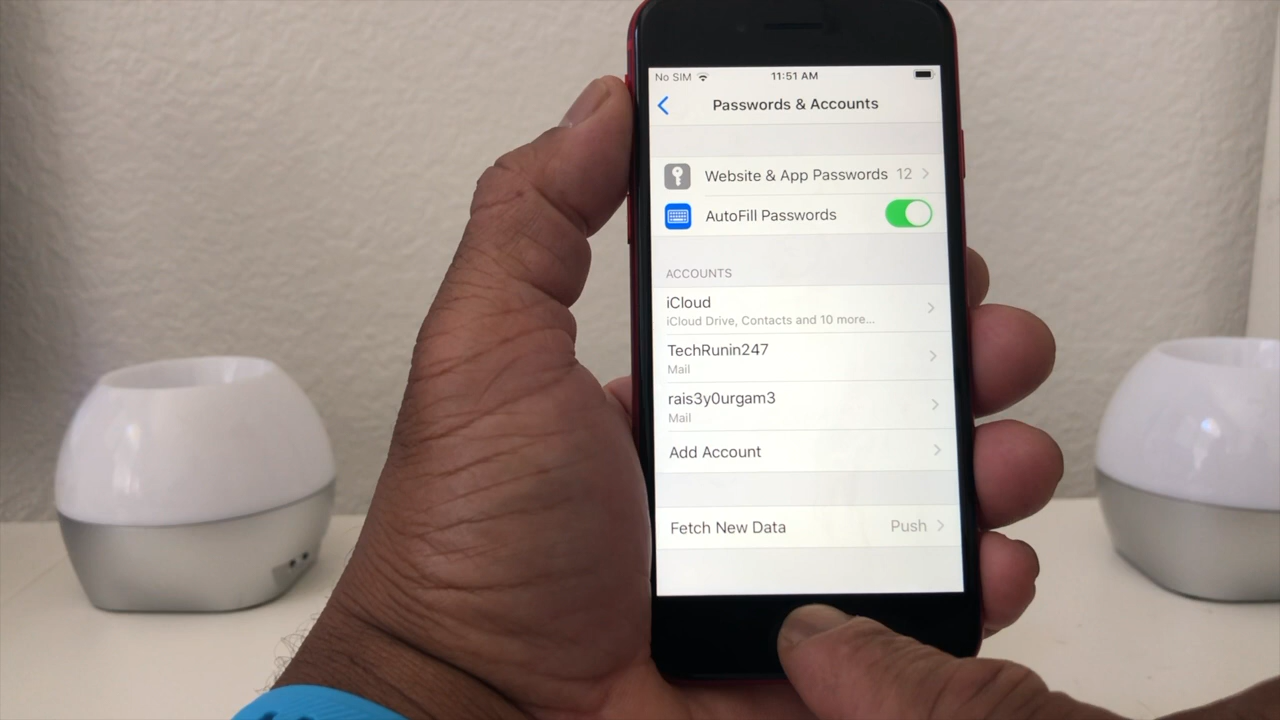 No SIM 11:51 AM
Passwords & Accounts
Website & App Passwords 12
AutoFill Passwords
ACCOUNTS
iCloud
iCloud Drive, Contacts and 10 more...
TechRunin247
Mail
rais3y0urgam3
Mail
Add Account
Fetch New Data Push